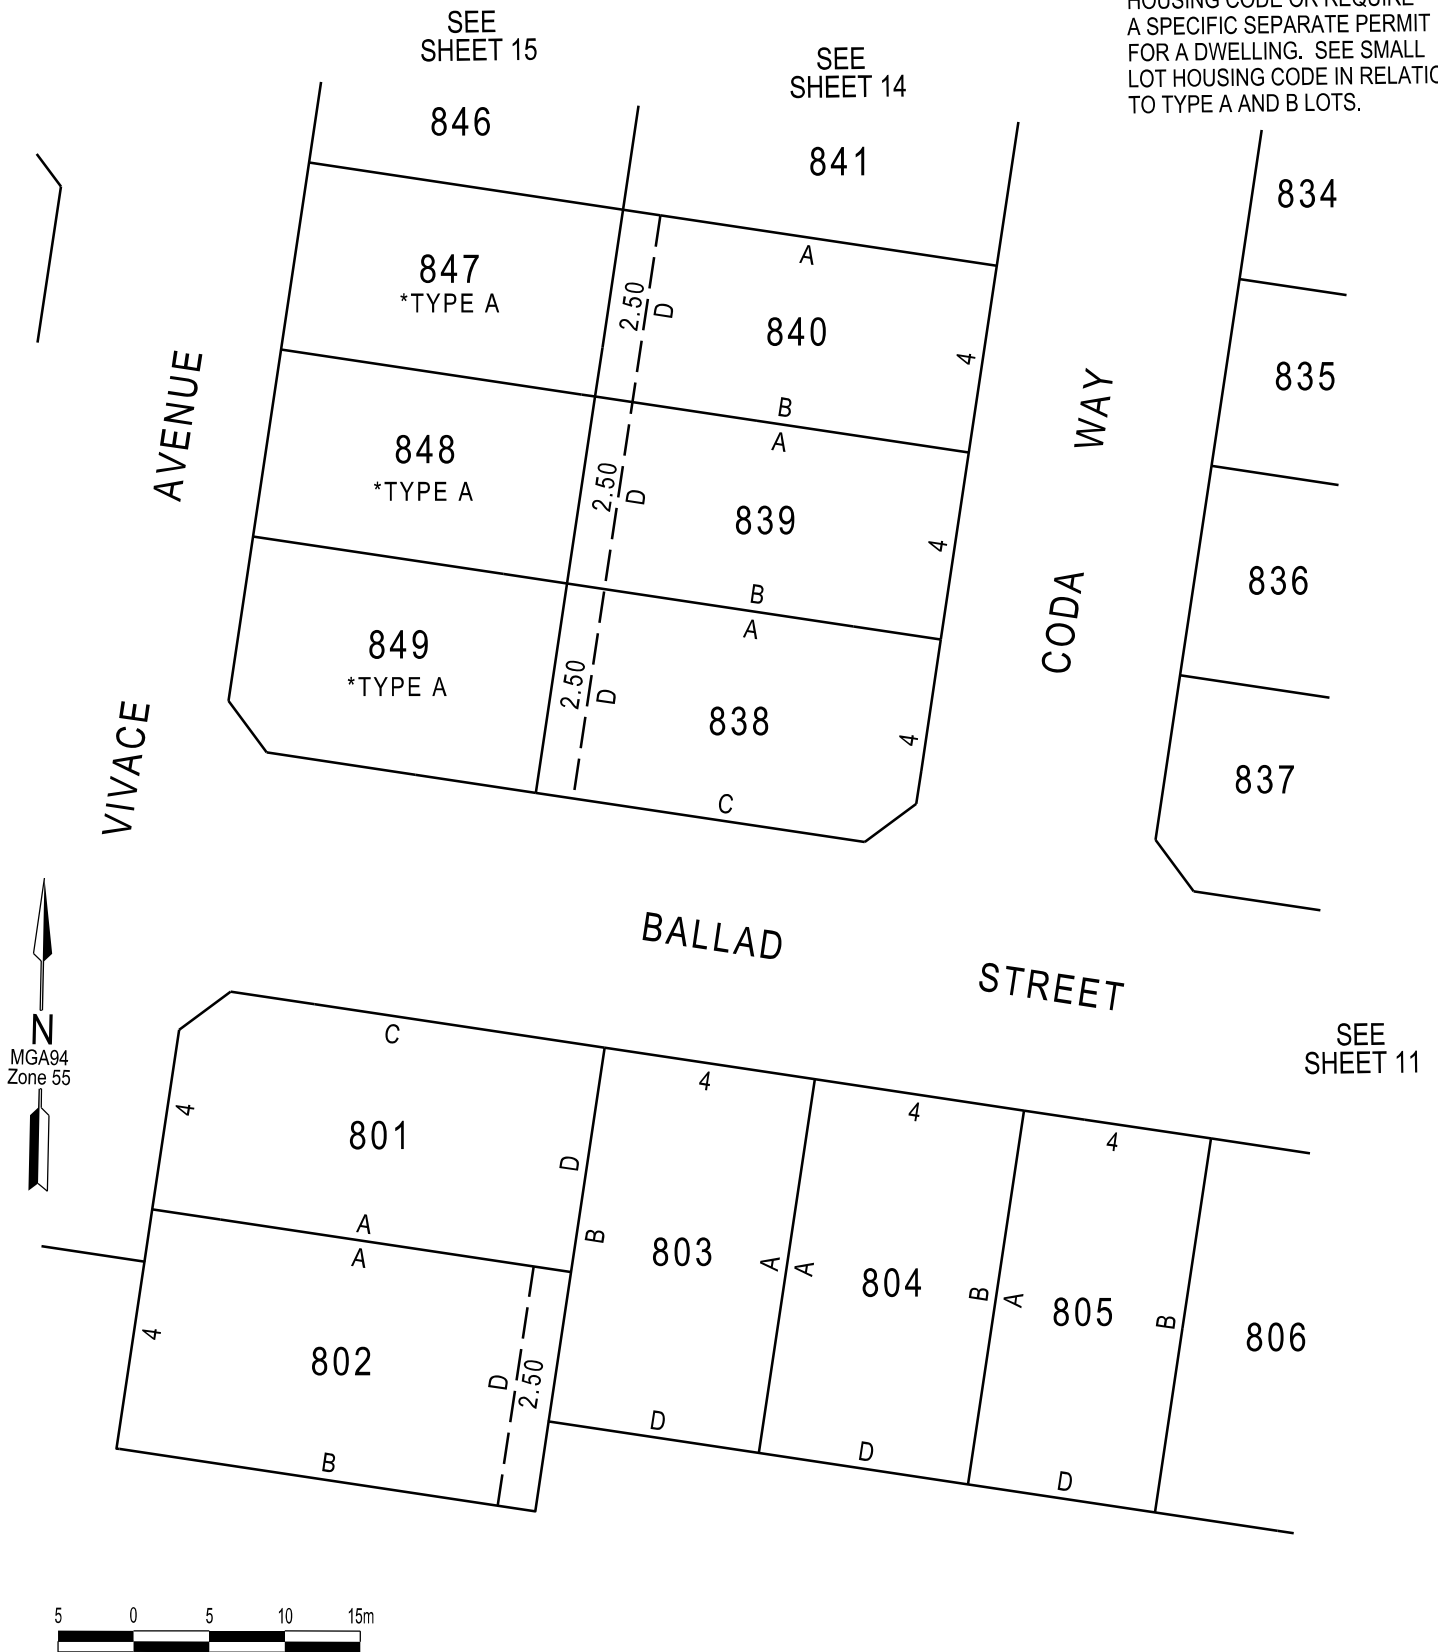 HOUSING CODE OR REQUIRE
A SPECIFIC SEPARATE PERMIT
FOR A DWELLING. SEE SMALL
LOT HOUSING CODE IN RELATIO
TO TYPE A AND B LOTS.
SEE
SHEET 15
SEE
SHEET 14
846
841
834
847
*TYPE A
2.50
D
A
840
4
B
835
AVENUE
WAY
848
*TYPE A
2.50
D
A
839
4
B
836
CODA
849
*TYPE A
2.50
D
A
838
4
C
837
VIVACE
BALLAD
STREET
N
MGA94
Zone 55
SEE
SHEET 11
C
4
801
D
A
A
4
802
D
2.50
B
4
B
803
A
D
4
A
804
B
D
4
A
805
B
D
806
5 0 5 10 15m